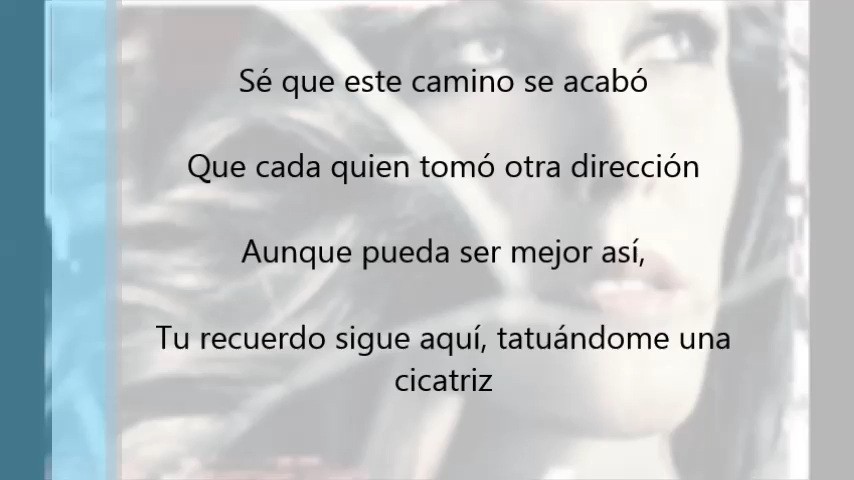 Sé que este camino se acabó
Que cada quien tomó otra dirección
Aunque pueda ser mejor así,
Tu recuerdo sigue aquí, tatuándome una
cicatriz